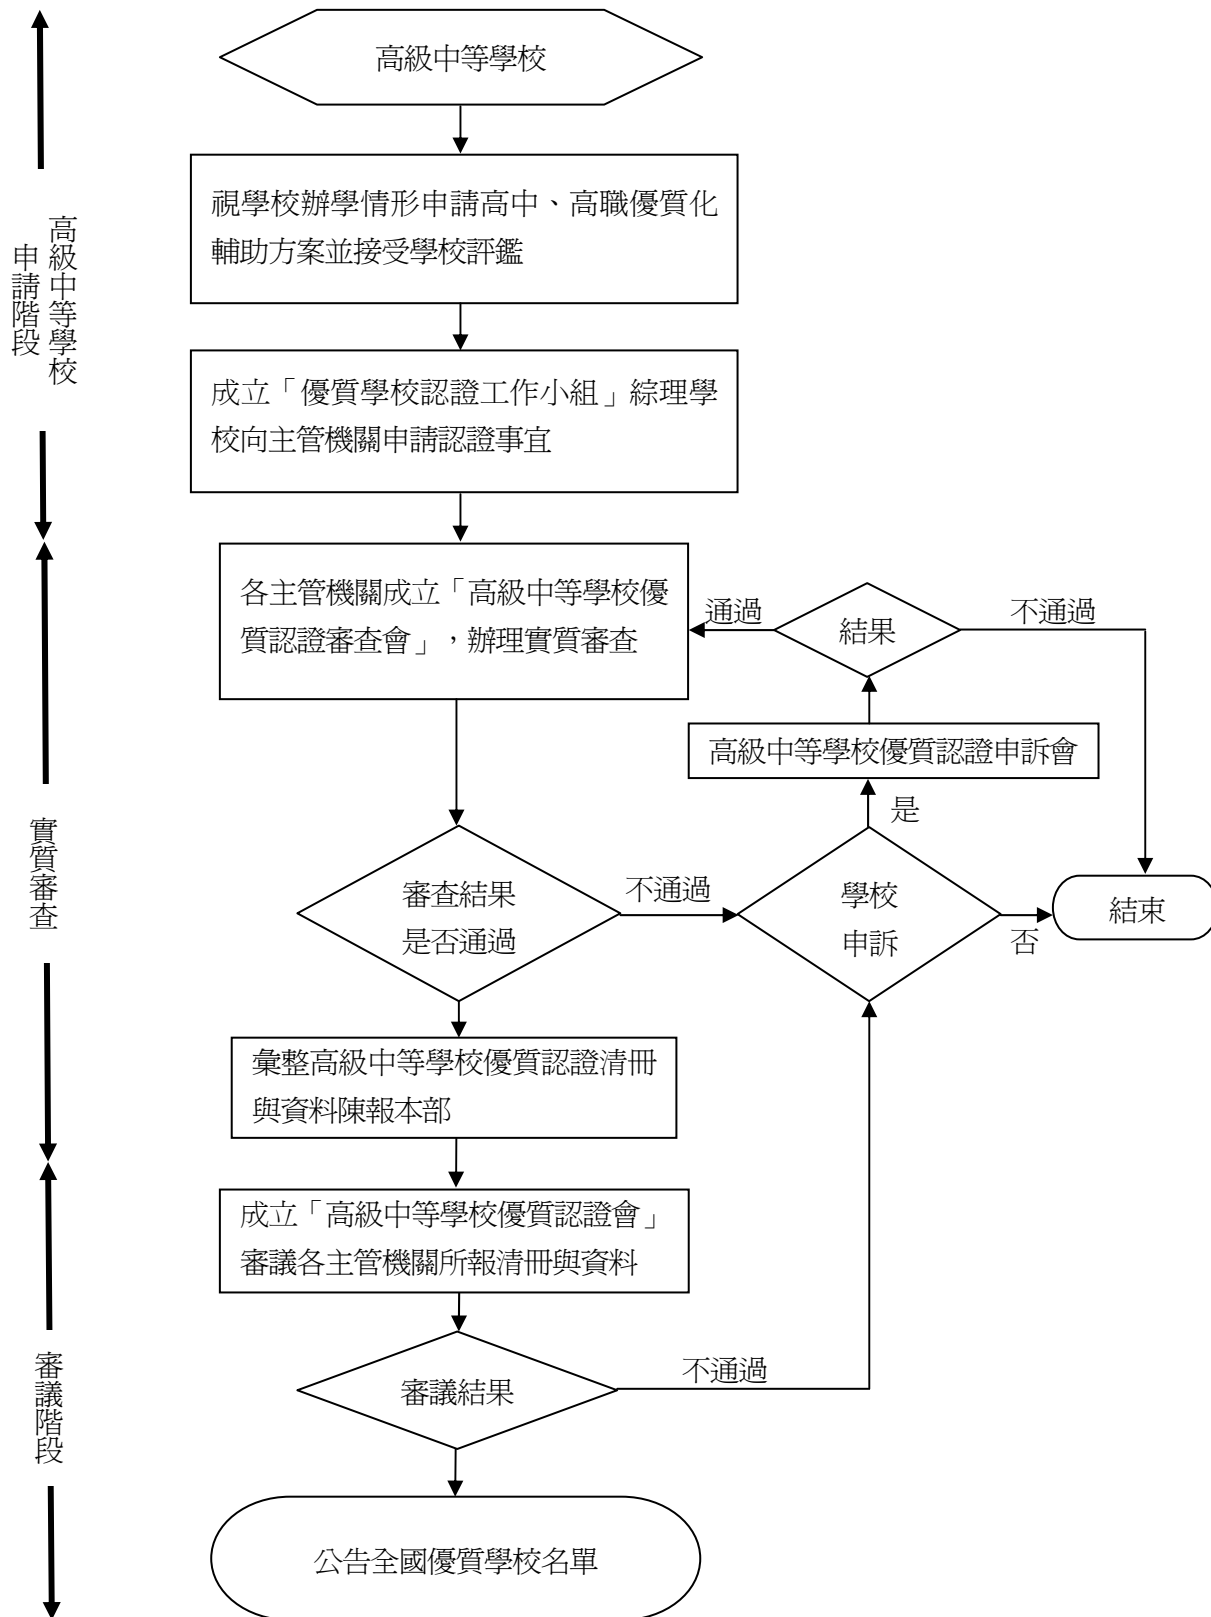 高級中等學校
視學校辦學情形申請高中、高職優質化
輔助方案並接受學校評鑑
高級中等學校
申請階段
成立「優質學校認證工作小組」綜理學
校向主管機關申請認證事宜
各主管機關成立「高級中等學校優
質認證審查會」，辦理實質審查
通過
結果
不通過
高級中等學校優質認證申訴會
是
實質審查
審查結果
是否通過
不通過
學校
申訴
否
結束
彙整高級中等學校優質認證清冊
與資料陳報本部
成立「高級中等學校優質認證會」
審議各主管機關所報清冊與資料
審議階段
審議結果
不通過
公告全國優質學校名單